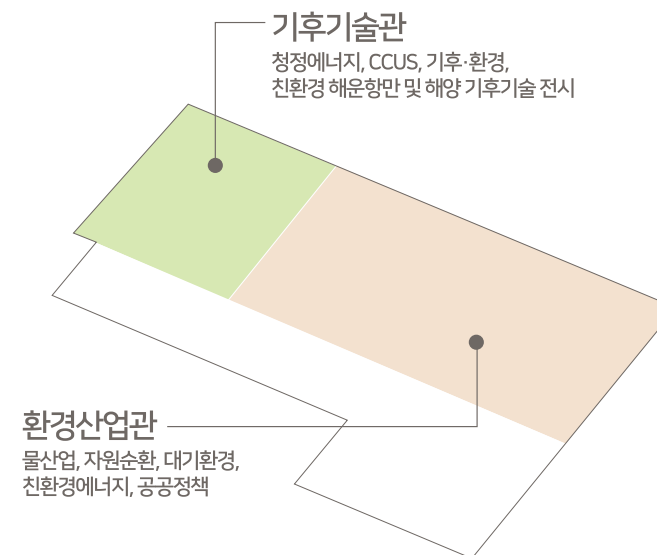 기후기술관
청정에너지, CCUS, 기후·환경,
친환경 해운항만 및 해양 기후기술 전시
환경산업관
물산업, 자원순환, 대기환경,
친환경에너지, 공공정책